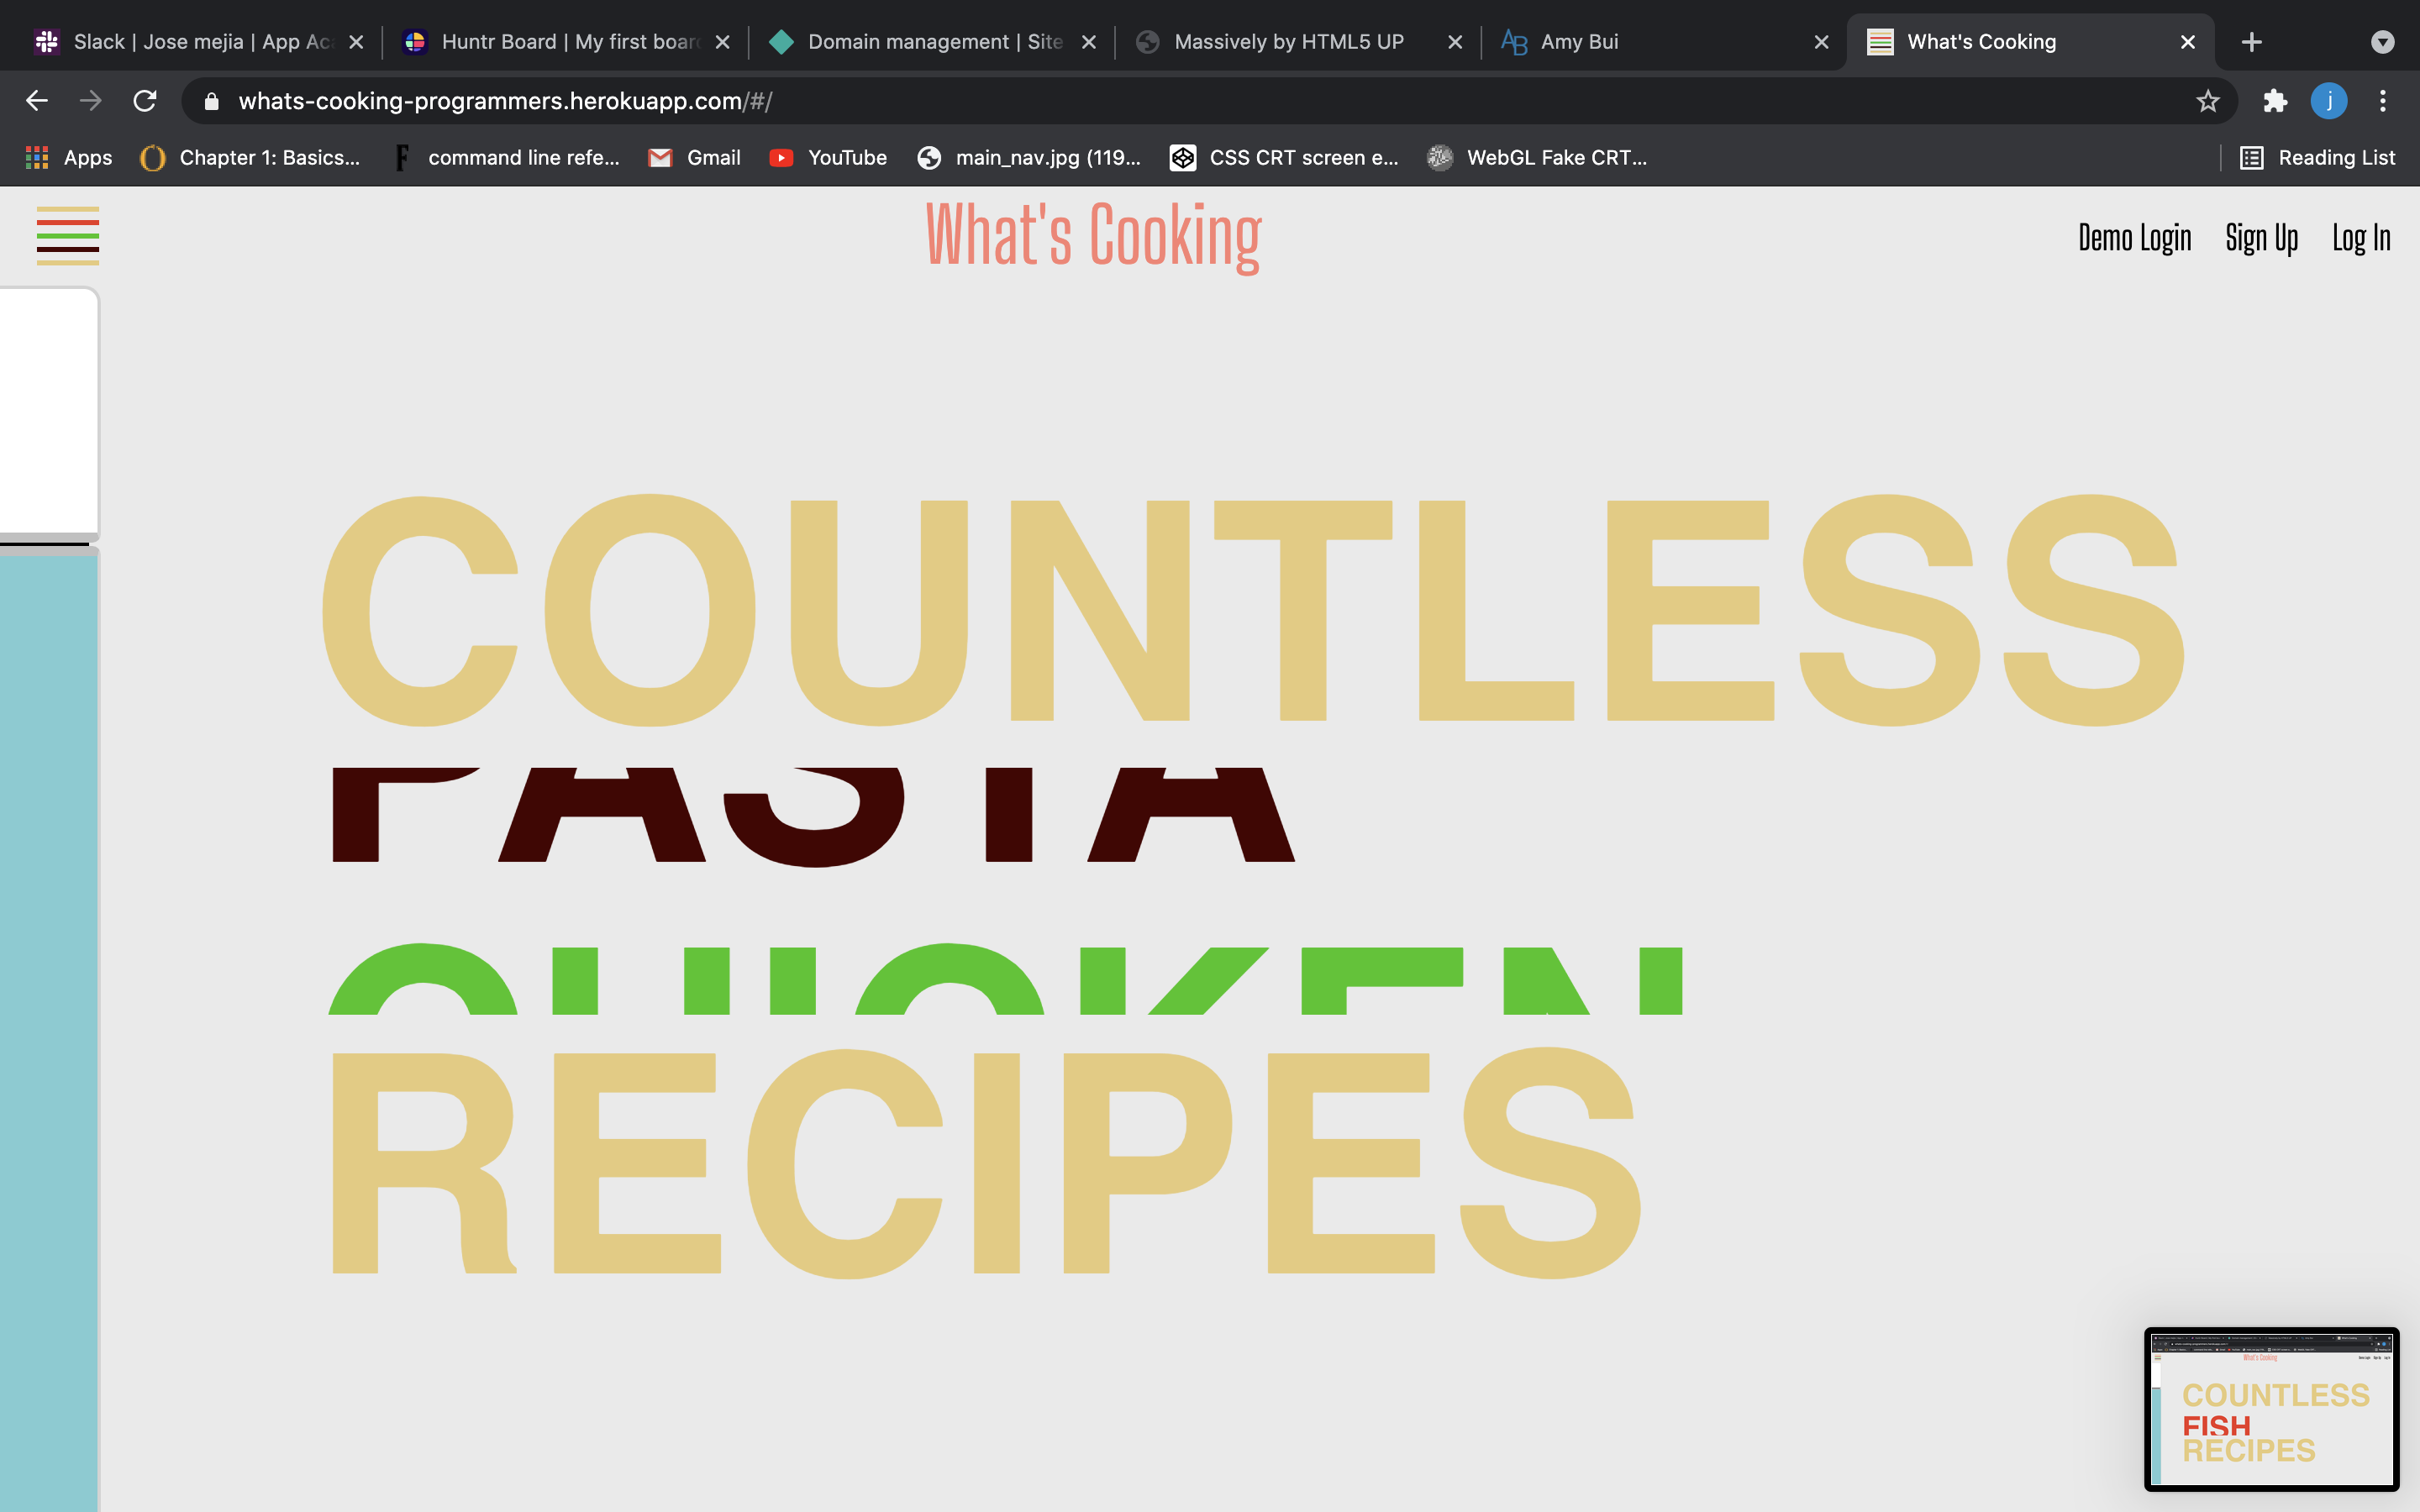 Slack | Jose mejia | App Ac
Huntr Board | My first boar
Domain management | Site
Massively by HTML5 UP
AB Amy Bui
What's Cooking
whats-cooking-programmers.herokuapp.com/#/
j
Apps
Chapter 1: Basics...
F command line refe...
Gmail
YouTube
main_nav.jpg (119...
CSS CRT screen e...
WebGL Fake CRT...
Reading List
What's Cooking
Demo Login
Sign Up
Log In
COUNTLESS
PASTA
CHICKEN
RECIPES
What's Cooking
COUNTLESS
FISH
RECIPES